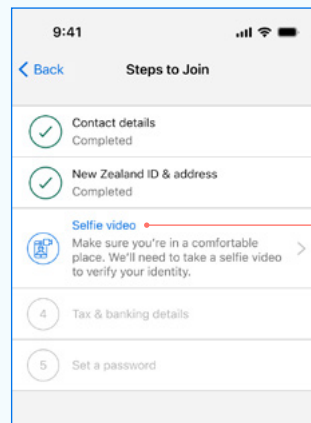 9:41
Back
Steps to Join
Contact details
Completed
New Zealand ID & address
Completed
Selfie video
Make sure you're in a comfortable
place. We'll need to take a selfie video
to verify your identity.
4 Tax & banking details
5 Set a password